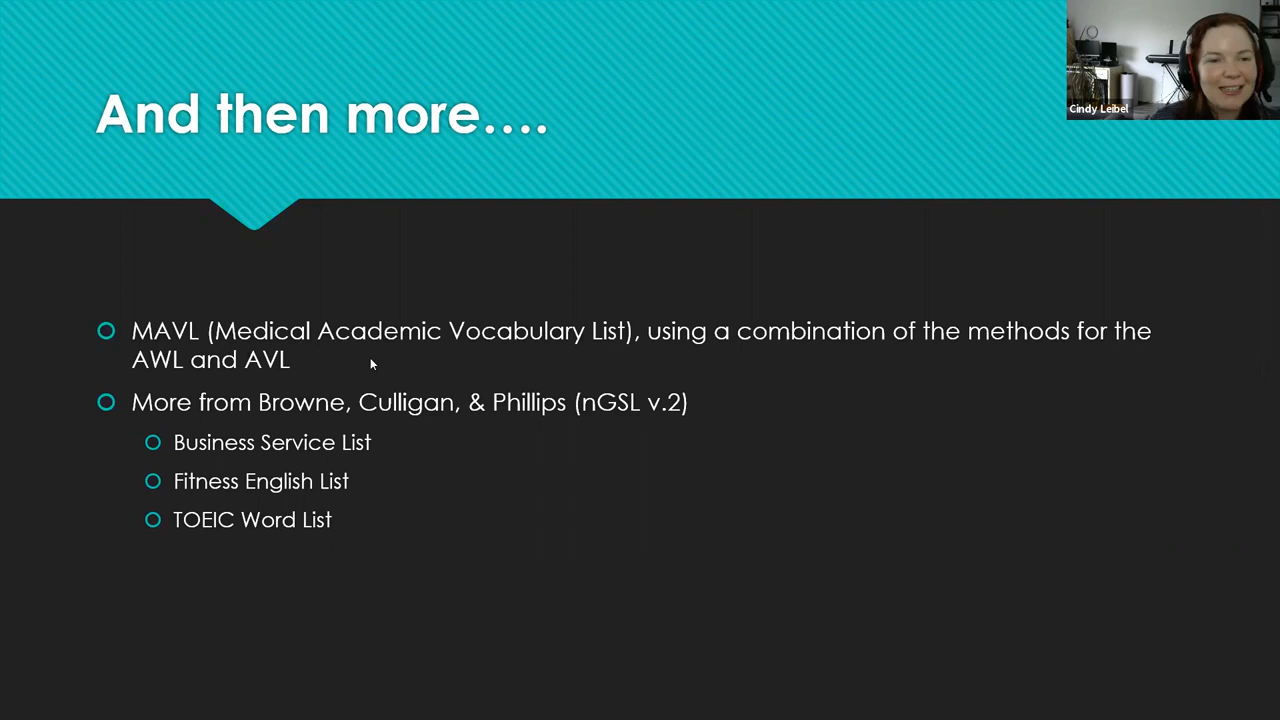 And then more....
Cindy Leibel
MAVL (Medical Academic Vocabulary List), using a combination of the methods for the
AWL and AVL
More from Browne, Culligan, & Phillips (nGSL v.2)
Business Service List
Fitness English List
TOEIC Word List